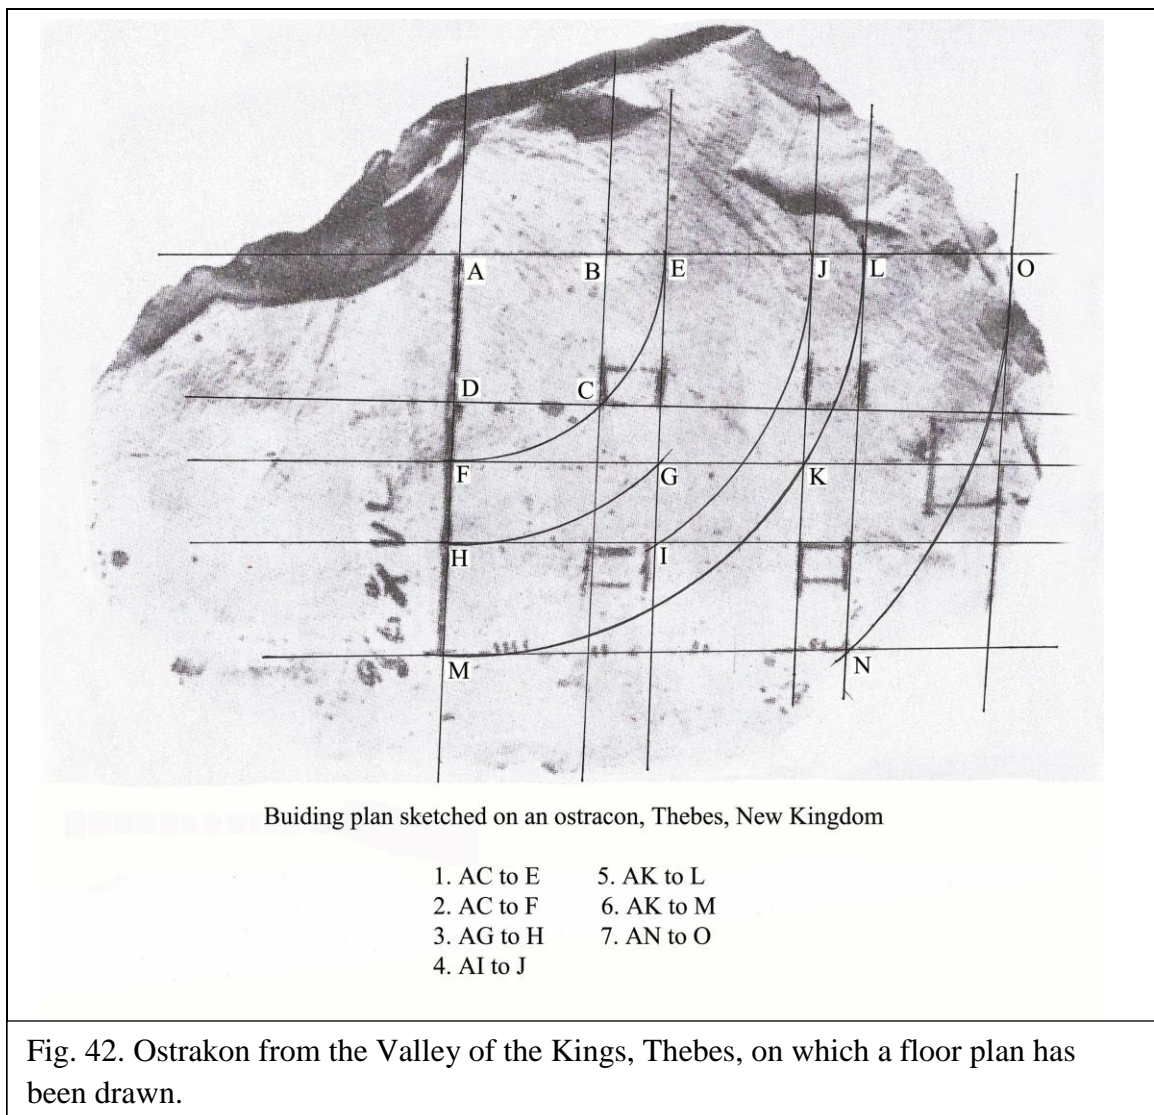 A B E J L O
D C
F G K
H I
M N
Buiding plan sketched on an ostracon, Thebes, New Kingdom
1. AC to E 5. AK to L
2. AC to F 6. AK to M
3. AG to H 7. AN to O
4. AI to J
Fig. 42. Ostrakon from the Valley of the Kings, Thebes, on which a floor plan has
been drawn.